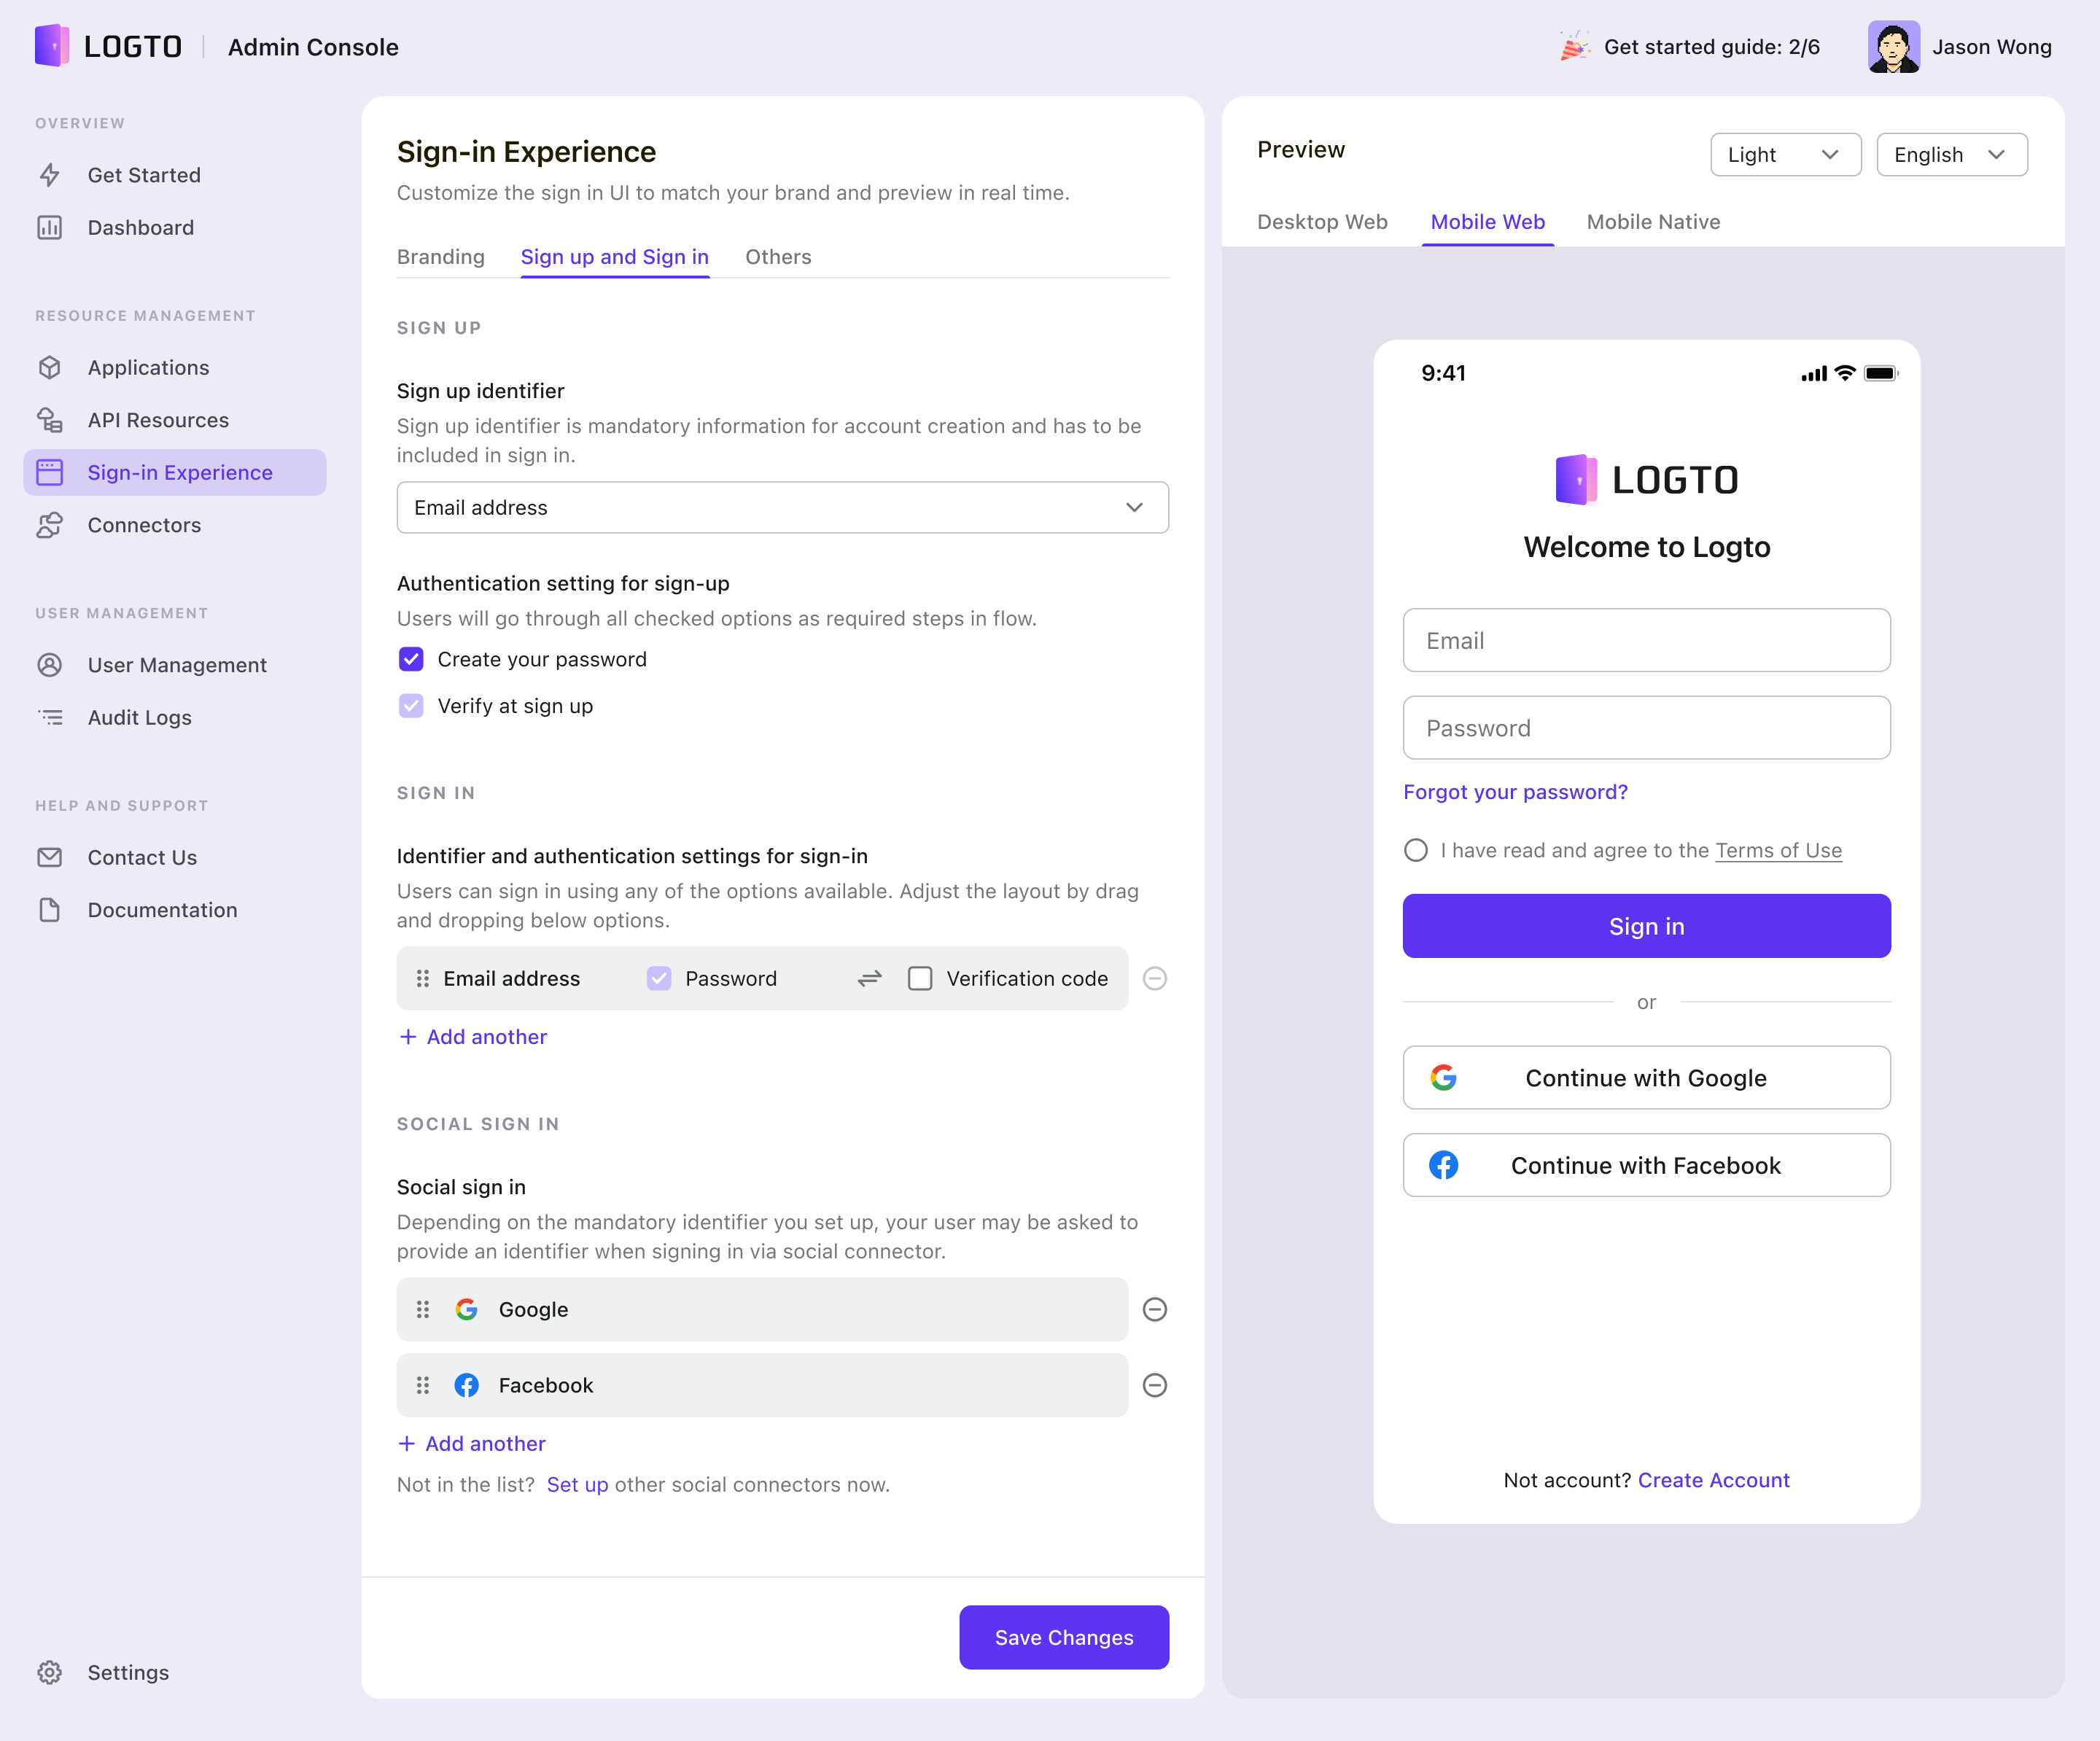 LOGTO
Admin Console
Get started guide: 2/6
Jason Wong
OVERVIEW
Get Started
Dashboard
RESOURCE MANAGEMENT
Applications
API Resources
Sign-in Experience
Connectors
USER MANAGEMENT
User Management
Audit Logs
HELP AND SUPPORT
Contact Us
Documentation
Settings
Sign-in Experience
Customize the sign in UI to match your brand and preview in real time.
Branding
Sign up and Sign in
Others
SIGN UP
Sign up identifier
Sign up identifier is mandatory information for account creation and has to be
included in sign in.
Email address
Authentication setting for sign-up
Users will go through all checked options as required steps in flow.
Create your password
Verify at sign up
SIGN IN
Identifier and authentication settings for sign-in
Users can sign in using any of the options available. Adjust the layout by drag
and dropping below options.
Email address
Password
Verification code
Add another
SOCIAL SIGN IN
Social sign in
Depending on the mandatory identifier you set up, your user may be asked to
provide an identifier when signing in via social connector.
Google
Facebook
Add another
Not in the list? Set up other social connectors now.
Save Changes
Preview
Light
English
Desktop Web
Mobile Web
Mobile Native
9:41
LOGTO
Welcome to Logto
Email
Password
Forgot your password?
I have read and agree to the Terms of Use
Sign in
or
Continue with Google
Continue with Facebook
Not account? Create Account